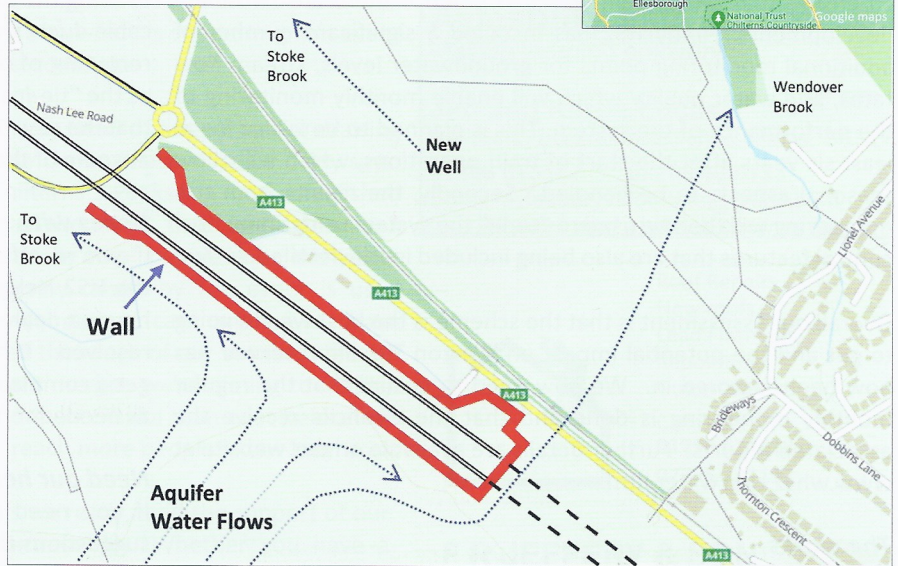 Ellesborough
National Trust
Chilterns Countryside
Google maps
To
Stoke
Brook
Wendover
Brook
Nash Lee Road
New
Well
A413
To
Stoke
Brook
Lionel Avenue
A413
Wall
A413
Bridleways
Dobbins Lane
Aquifer
Water Flows
Thornton Crescent
A413